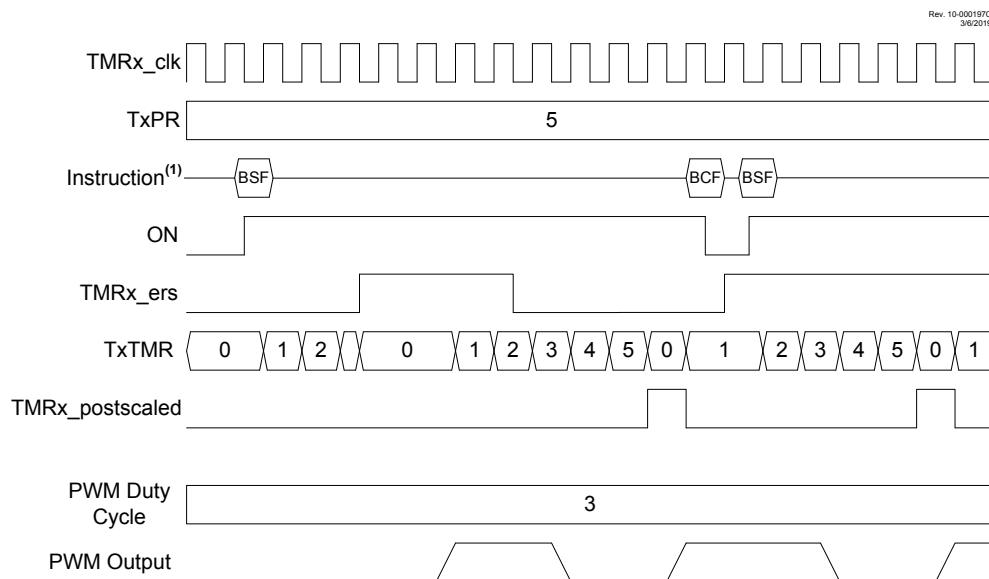 Rev. 10-000197C
3/6/2019
TMRx_clk
TxPR 5
Instruction(1) BSF BCF BSF
ON
TMRx_ers
TxTMR 0 1 2 0 1 2 3 4 5 0 1 2 3 4 5 0 1
TMRx_postscaled
PWM Duty
Cycle 3
PWM Output